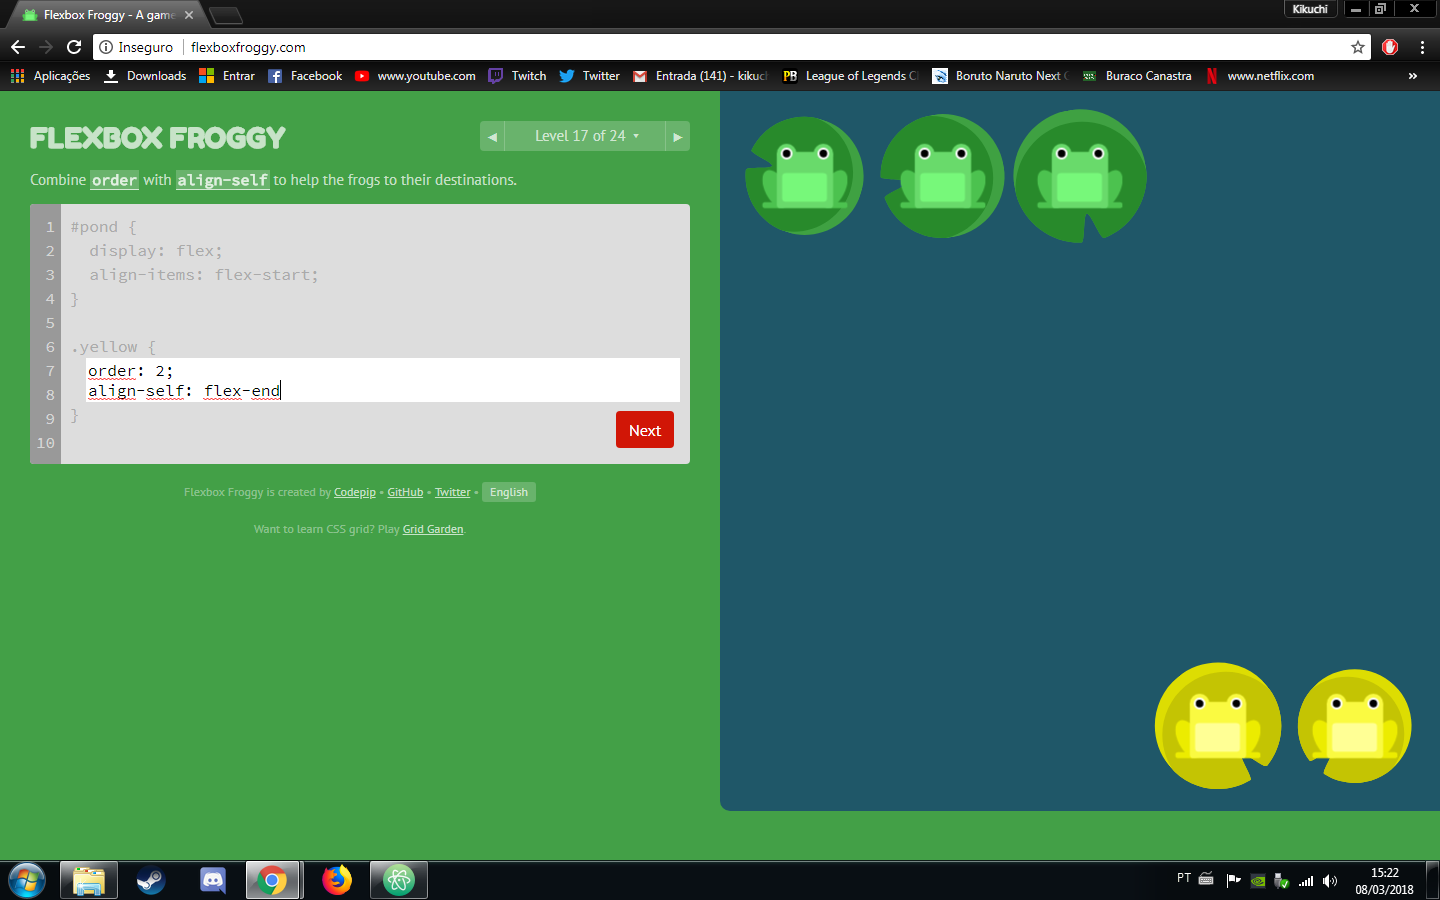 Flexbox Froggy - A game
Kikuchi
Inseguro flexboxfroggy.com
Aplicações Downloads Entrar Facebook www.youtube.com Twitch Twitter Entrada (141) - kikuc PB League of Legends C Boruto Naruto Next Buraco Canastra N www.netflix.com »
FLEXBOX FROGGY
◀ Level 17 of 24 ▾ ▶
Combine order with align-self to help the frogs to their destinations.
1 #pond {
2 display: flex;
3 align-items: flex-start;
4 }
5
6 .yellow {
7 order: 2;
8 align-self: flex-end
9 }
10
Next
Flexbox Froggy is created by Codepip • GitHub • Twitter • English
Want to learn CSS grid? Play Grid Garden.
PT
15:22
08/03/2018